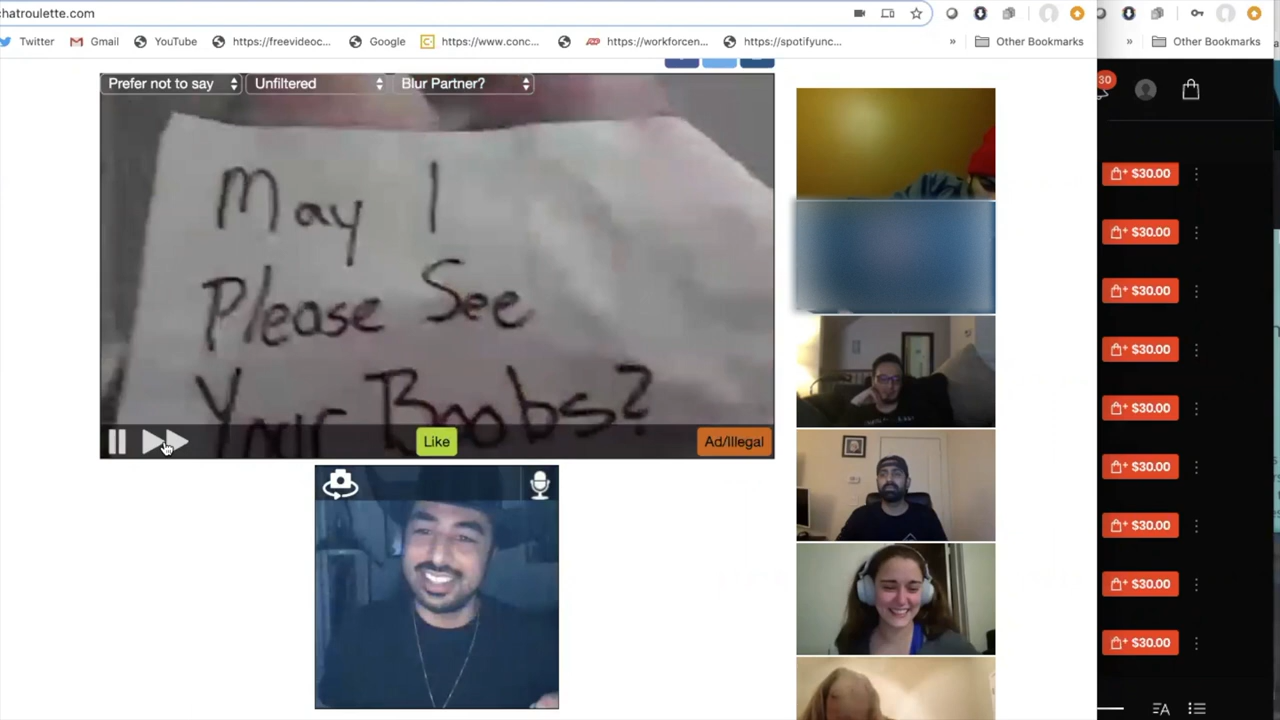 chatroulette.com
Twitter
Gmail
YouTube
https://freevideoc...
Google
https://www.conc...
https://workforcen...
https://spotifyunc...
»
Other Bookmarks
»
Other Bookmarks
Prefer not to say
Unfiltered
Blur Partner?
May I
Please See
Your Boobs?
Like
Ad/Illegal
30
$30.00
$30.00
$30.00
$30.00
$30.00
$30.00
$30.00
$30.00
$30.00